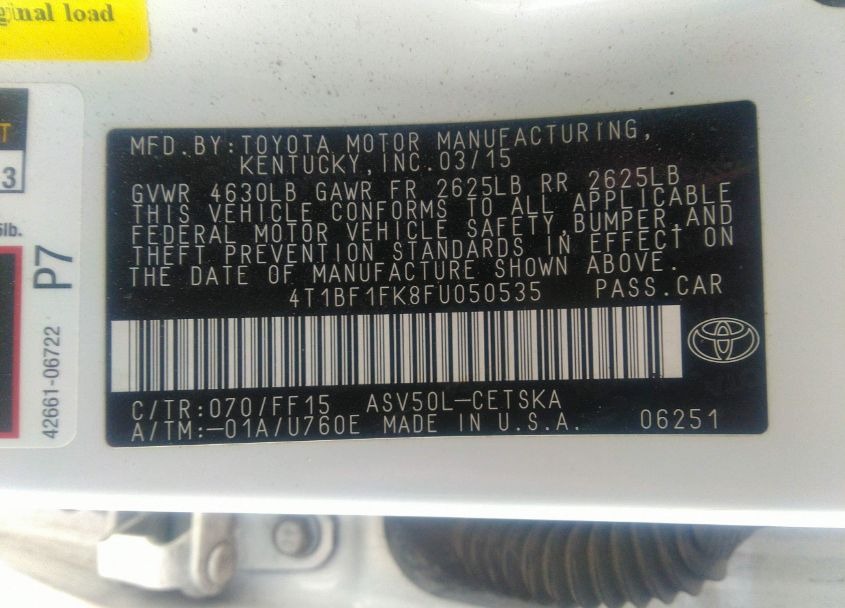 ginal load
T
3
lb.
P7
42661-06722
MFD.BY:TOYOTA MOTOR MANUFACTURING,
KENTUCKY,INC.03/15
GVWR 4630LB GAWR FR 2625LB RR 2625LB
THIS VEHICLE CONFORMS TO ALL APPLICABLE
FEDERAL MOTOR VEHICLE SAFETY,BUMPER,AND
THEFT PREVENTION STANDARDS IN EFFECT ON
THE DATE OF MANUFACTURE SHOWN ABOVE.
4T1BF1FK8FU050535 PASS.CAR
C/TR:070/FF15 ASV50L-CETSKA
A/TM:-01A/U760E MADE IN U.S.A. 06251